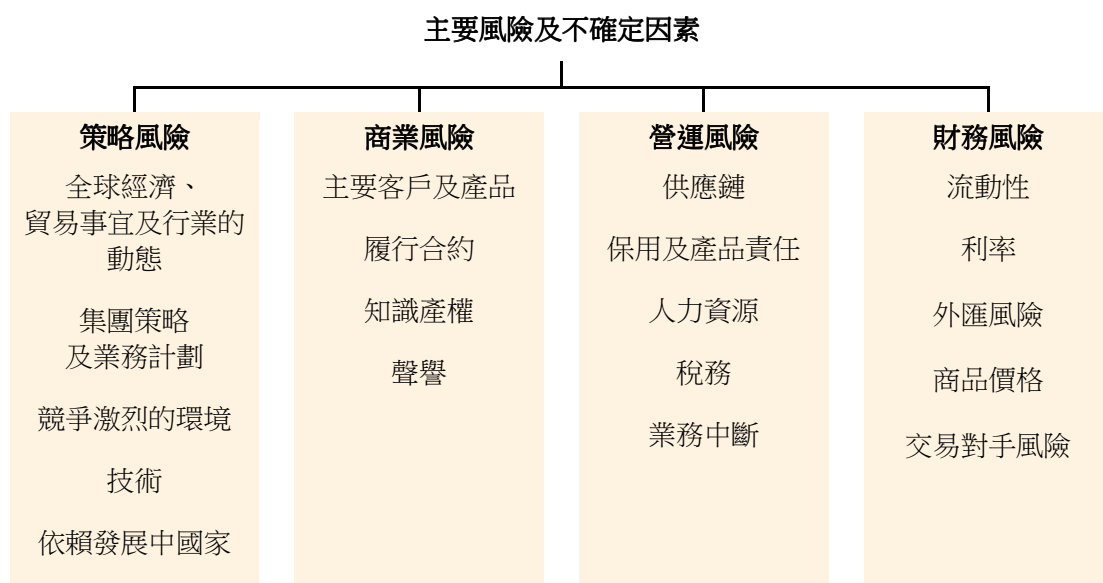 主要風險及不確定因素
策略風險
全球經濟、
貿易事宜及行業的
動態
集團策略
及業務計劃
競爭激烈的環境
技術
依賴發展中國家
商業風險
主要客戶及產品
履行合約
知識產權
聲譽
營運風險
供應鏈
保用及產品責任
人力資源
稅務
業務中斷
財務風險
流動性
利率
外匯風險
商品價格
交易對手風險